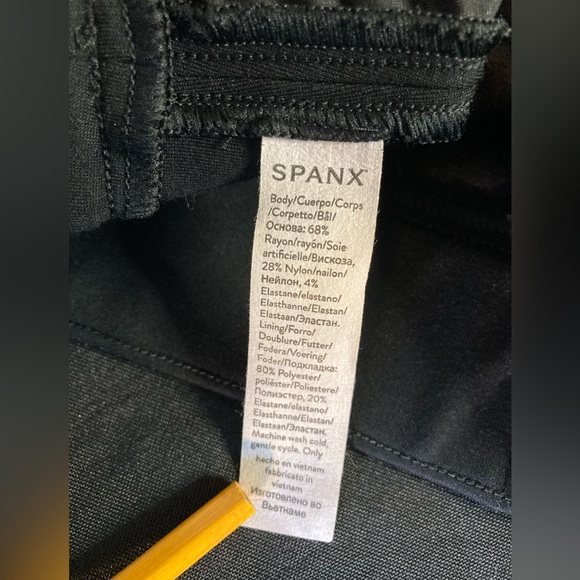 SPANX™
Body/Cuerpo/Corps
/Corpetto/Bål/
Основа: 68%
Rayon/rayón/Soie
artificielle/Вискоза,
28% Nylon/nailon/
Нейлон, 4%
Elastane/elastano/
Elasthanne/Elastan/
Elastaan/Эластан.
Lining/Forro/
Doublure/Futter/
Fodera/Voering/
Foder/Подкладка:
80% Polyester/
poliéster/Poliestere/
Полиэстер, 20%
Elastane/elastano/
Elasthanne/Elastan/
Elastaan/Эластан.
Machine wash cold,
gentle cycle. Only
hecho en vietnam
fabbricato in
vietnam
Изготовлено во
Вьетнаме